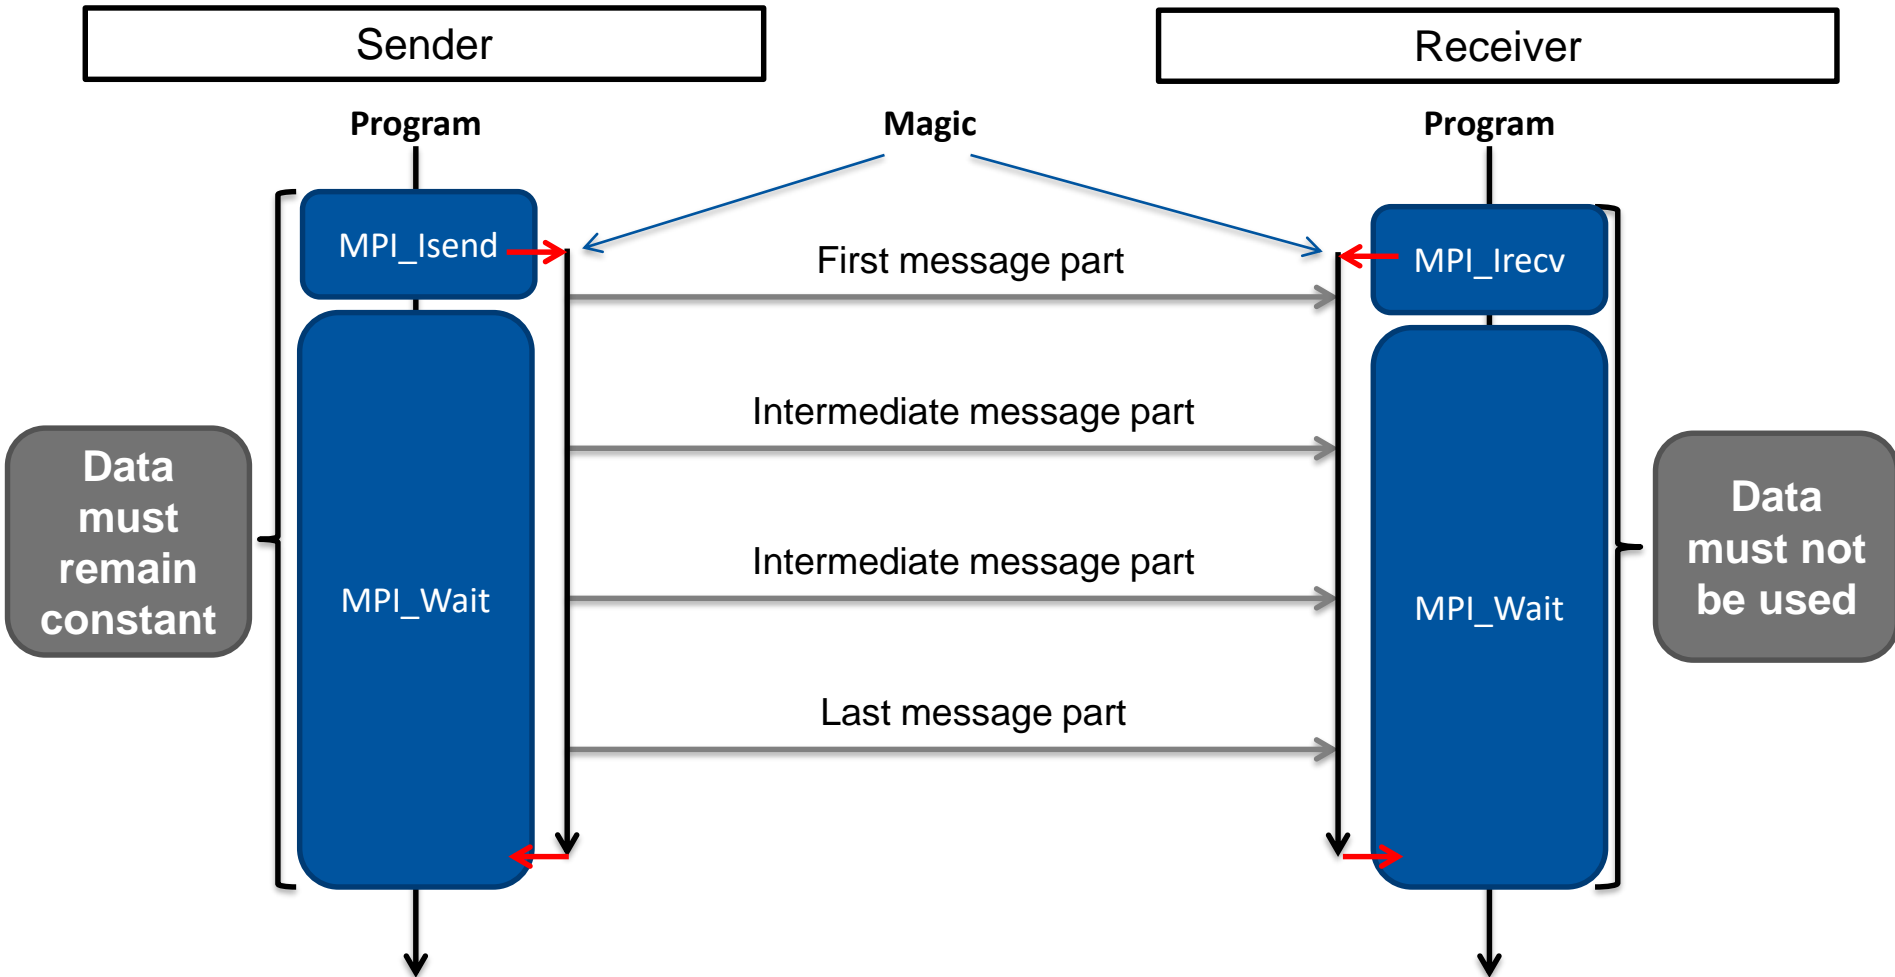 Sender
Receiver
Program
Magic
Program
MPI_Isend
First message part
MPI_Irecv
Intermediate message part
Data
must
remain
constant
Data
must not
be used
Intermediate message part
MPI_Wait
MPI_Wait
Last message part